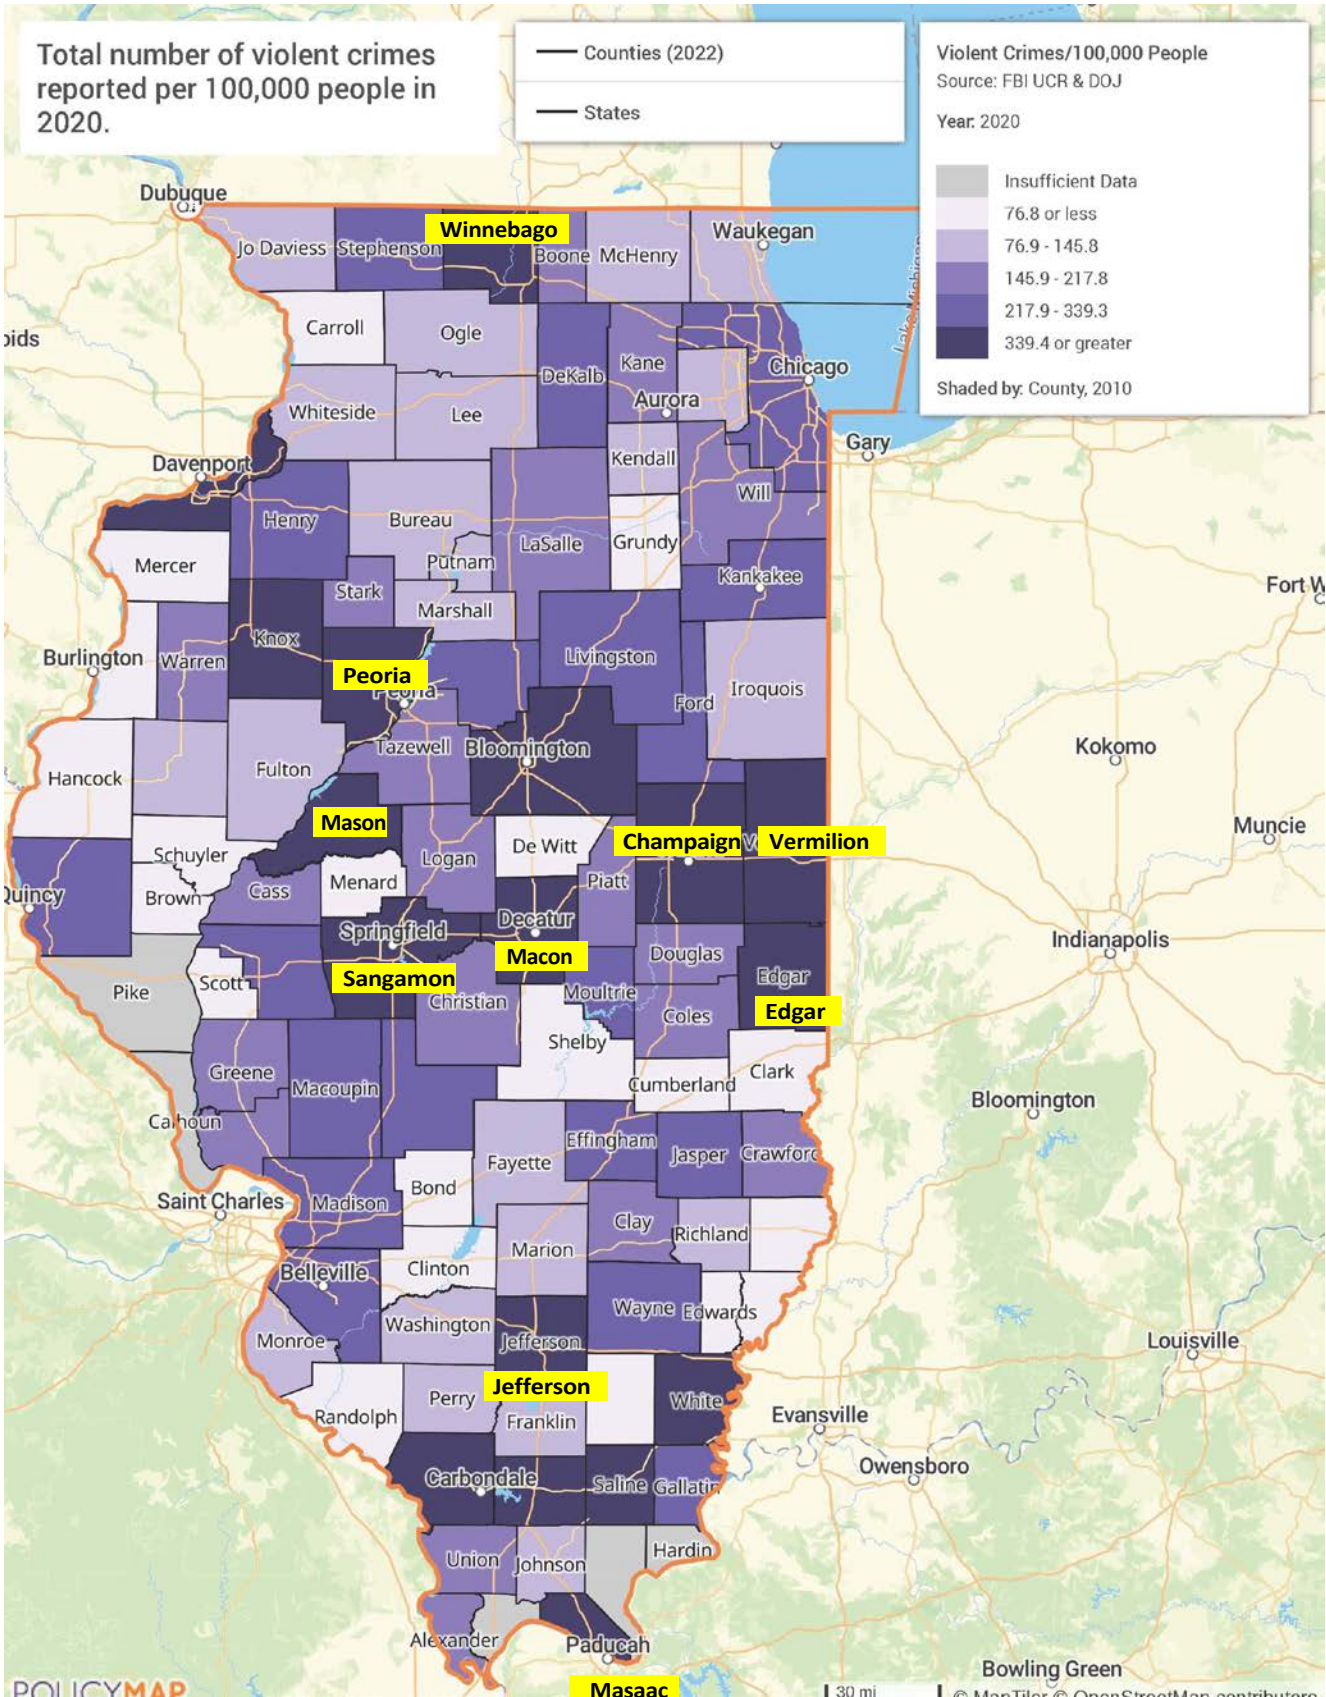 Total number of violent crimes
reported per 100,000 people in
2020.
Counties (2022)
States
Violent Crimes/100,000 People
Source: FBI UCR & DOJ
Year: 2020
Insufficient Data
76.8 or less
76.9 - 145.8
145.9 - 217.8
217.9 - 339.3
339.4 or greater
Shaded by: County, 2010
Dubuque
Winnebago
Waukegan
Jo Daviess
Stephenson
Boone
McHenry
Lake Michigan
Carroll
Ogle
oids
Kane
Chicago
DeKalb
Aurora
Whiteside
Lee
Gary
Kendall
Davenport
Will
Henry
Bureau
LaSalle
Grundy
Mercer
Putnam
Kankakee
Fort W
Stark
Marshall
Knox
Burlington
Warren
Livingston
Peoria
Peoria
Iroquois
Ford
Tazewell
Bloomington
Kokomo
Hancock
Fulton
Mason
Champaign
Vermilion
Muncie
Schuyler
Logan
De Witt
Menard
Piatt
Cass
Quincy
Brown
Decatur
Springfield
Indianapolis
Macon
Douglas
Sangamon
Edgar
Scott
Pike
Moultrie
Christian
Edgar
Coles
Shelby
Greene
Clark
Macoupin
Cumberland
Bloomington
Calhoun
Effingham
Jasper
Crawford
Fayette
Bond
Saint Charles
Madison
Clay
Richland
Marion
Belleville
Clinton
Wayne
Edwards
Washington
Monroe
Jefferson
Louisville
Jefferson
Perry
White
Randolph
Franklin
Evansville
Owensboro
Carbondale
Saline
Gallatin
Hardin
Union
Johnson
Alexander
Paducah
Bowling Green
Masaac
POLICYMAP
30 mi
© MapTiler © OpenStreetMap contributors